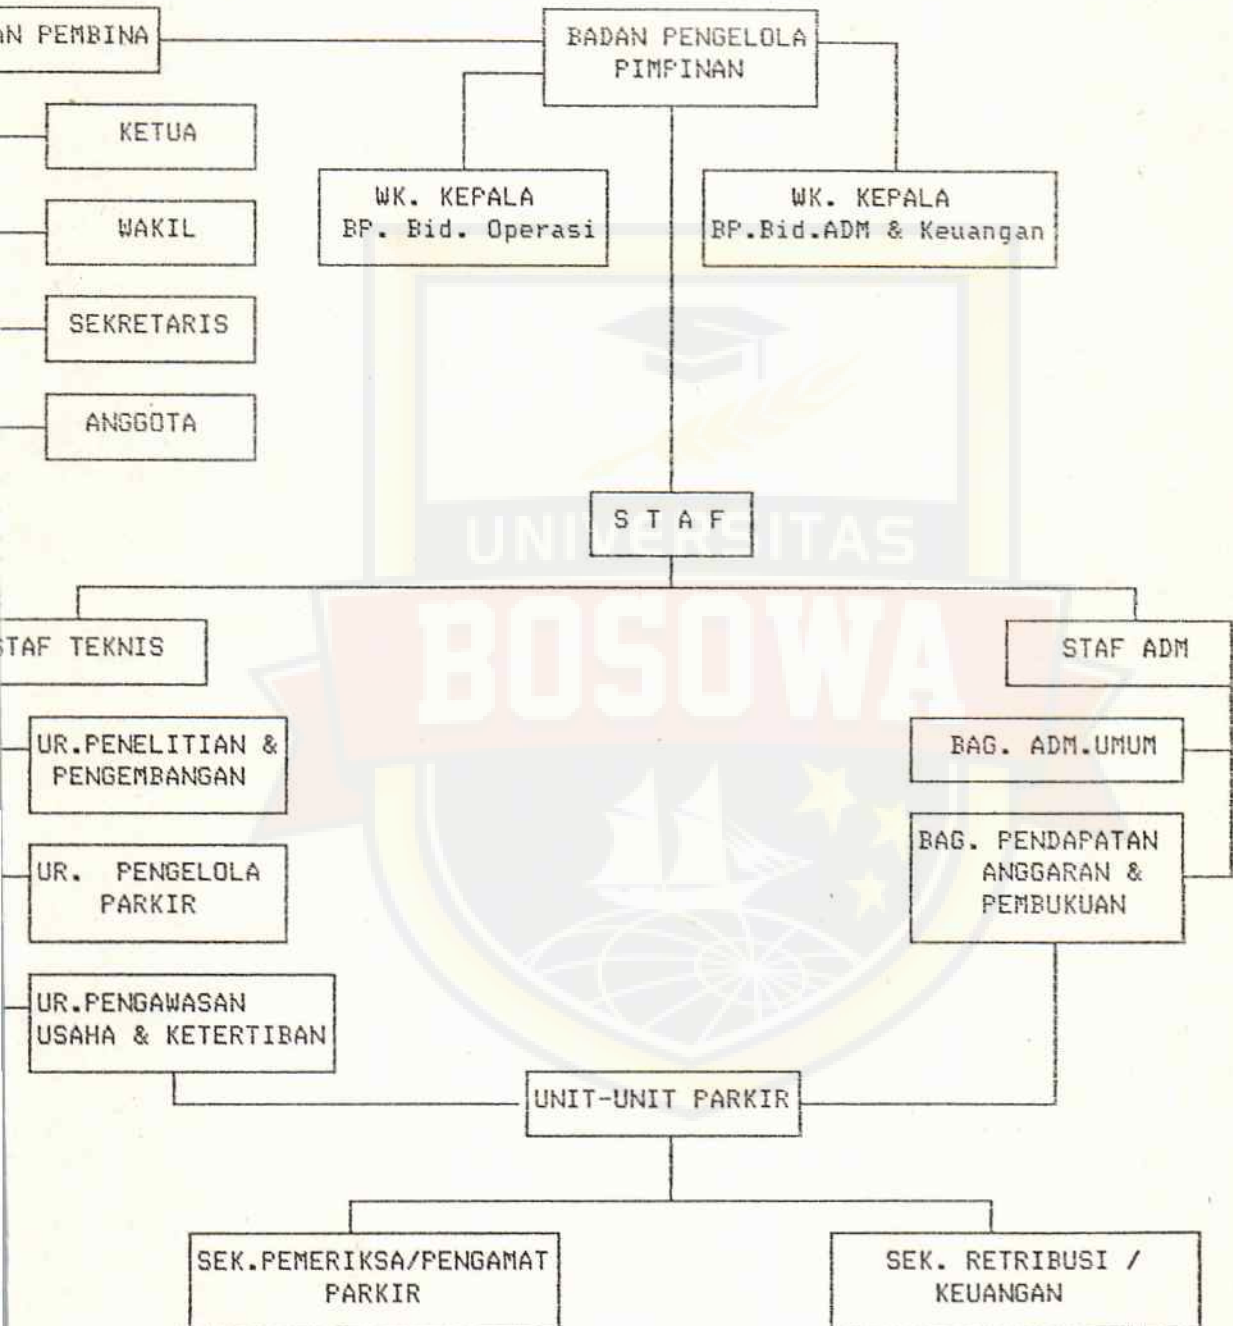 PEMBINA
BADAN PENGELOLA
PIMPINAN
KETUA
WAKIL
SEKRETARIS
ANGGOTA
WK. KEPALA
BP. Bid. Operasi
WK. KEPALA
BP.Bid.ADM & Keuangan
S T A F
UNIVERSITAS
BOSOWA
STAF TEKNIS
STAF ADM
UR.PENELITIAN &
PENGEMBANGAN
BAG. ADM.UMUM
UR. PENGELOLA
PARKIR
BAG. PENDAPATAN
ANGGARAN &
PEMBUKUAN
UR.PENGAWASAN
USAHA & KETERTIBAN
UNIT-UNIT PARKIR
SEK.PEMERIKSA/PENGAMAT
PARKIR
SEK. RETRIBUSI /
KEUANGAN